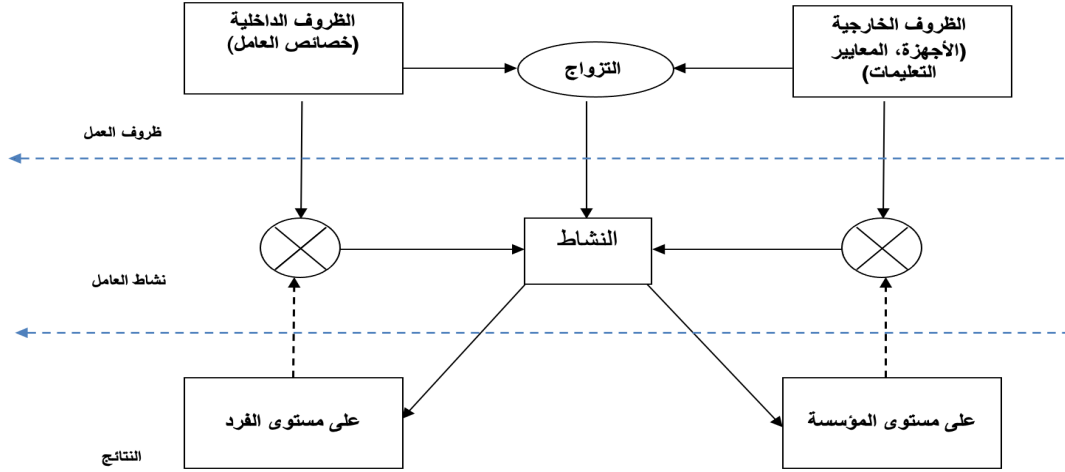 الظروف الخارجية
(الأجهزة، المعايير
التعليمات)
التزواج
الظروف الداخلية
(خصائص العامل)
ظروف العمل
النشاط
نشاط العامل
على مستوى المؤسسة
على مستوى الفرد
النتائج